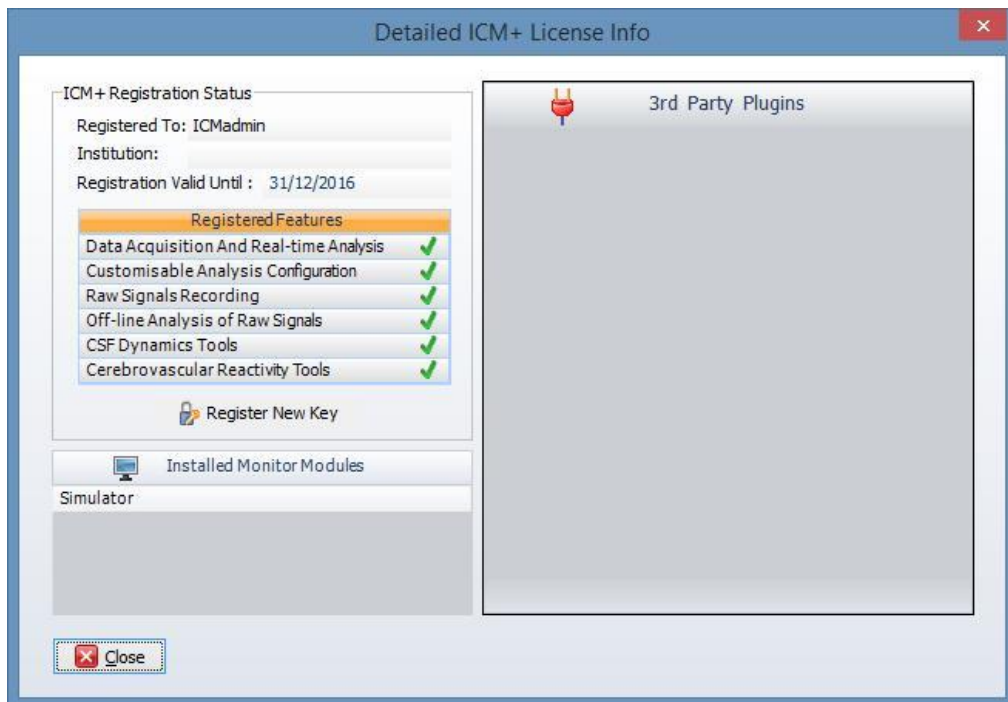 Detailed ICM+ License Info
ICM+ Registration Status
Registered To: ICMadmin
Institution:
Registration Valid Until : 31/12/2016
Registered Features
Data Acquisition And Real-time Analysis
Customisable Analysis Configuration
Raw Signals Recording
Off-line Analysis of Raw Signals
CSF Dynamics Tools
Cerebrovascular Reactivity Tools
Register New Key
Installed Monitor Modules
Simulator
3rd Party Plugins
Close